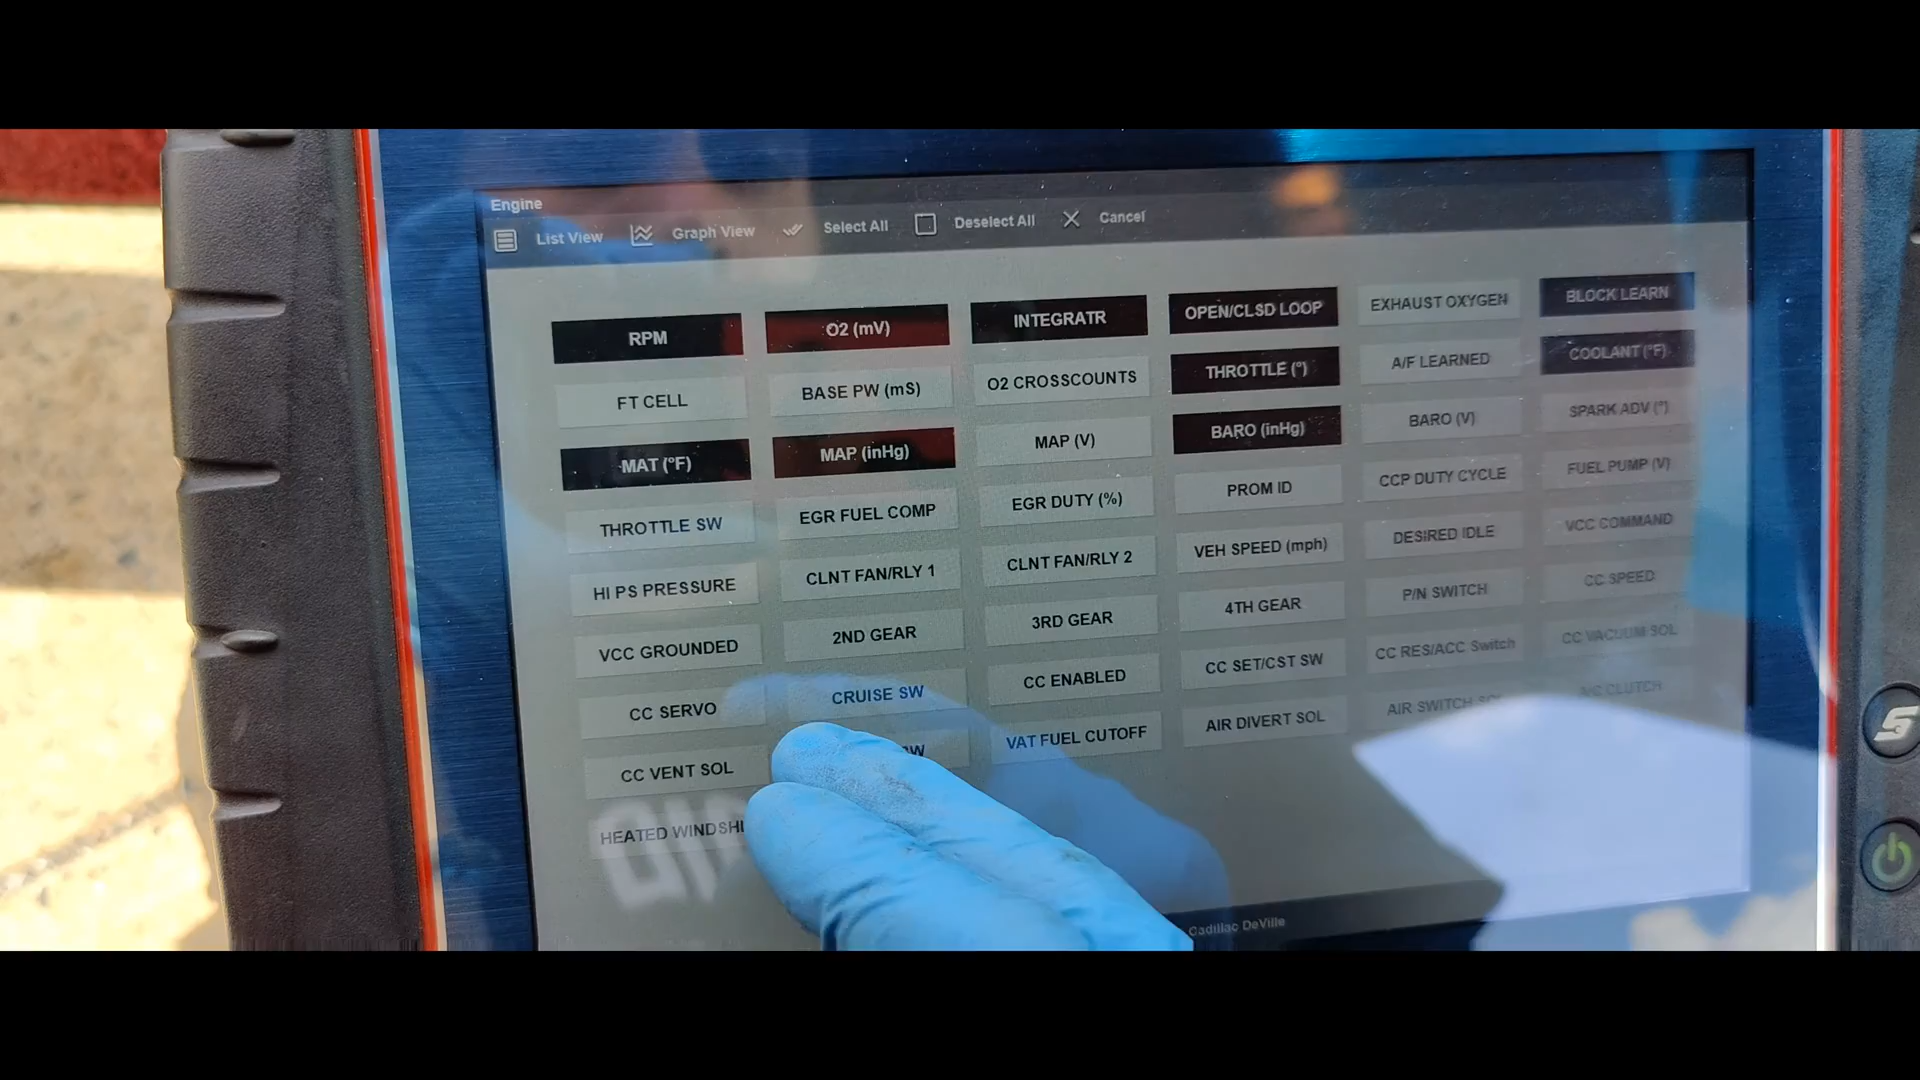 Engine
List View Graph View Select All Deselect All Cancel
RPM O2 (mV) INTEGRATR OPEN/CLSD LOOP EXHAUST OXYGEN BLOCK LEARN
FT CELL BASE PW (mS) O2 CROSSCOUNTS THROTTLE (°) A/F LEARNED COOLANT (°F)
MAT (°F) MAP (inHg) MAP (V) BARO (inHg) BARO (V) SPARK ADV (°)
THROTTLE SW EGR FUEL COMP EGR DUTY (%) PROM ID CCP DUTY CYCLE FUEL PUMP (V)
HI PS PRESSURE CLNT FAN/RLY 1 CLNT FAN/RLY 2 VEH SPEED (mph) DESIRED IDLE VCC COMMAND
VCC GROUNDED 2ND GEAR 3RD GEAR 4TH GEAR P/N SWITCH CC SPEED
CC SERVO CRUISE SW CC ENABLED CC SET/CST SW CC RES/ACC Switch CC VACUUM SOL
CC VENT SOL VAT FUEL CUTOFF AIR DIVERT SOL AIR SWITCH SOL A/C CLUTCH
HEATED
Cadillac DeVille